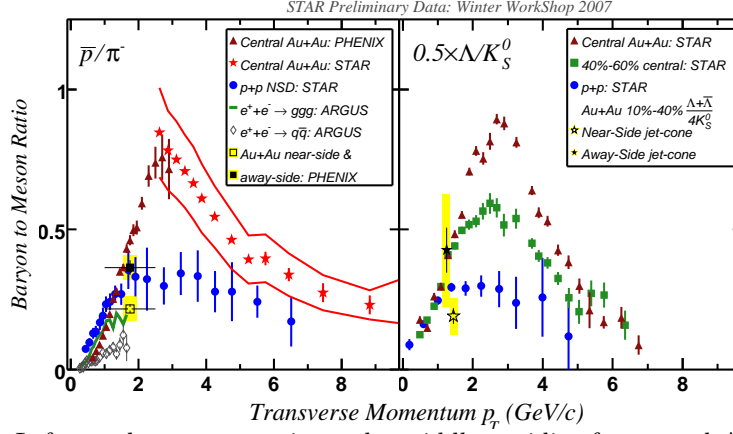 STAR Preliminary Data: Winter WorkShop 2007
p̅/π⁻
Central Au+Au: PHENIX
Central Au+Au: STAR
p+p NSD: STAR
e⁺+e⁻ → ggg: ARGUS
e⁺+e⁻ → qq̅: ARGUS
Au+Au near-side &
away-side: PHENIX
0.5×Λ/K⁰_S
Central Au+Au: STAR
40%-60% central: STAR
p+p: STAR
Au+Au 10%-40% Λ+Λ̅/4K⁰_S
Near-Side jet-cone
Away-Side jet-cone
Baryon to Meson Ratio
1
0.5
0
0 2 4 6 8 0 2 4 6 8
Transverse Momentum p_T (GeV/c)